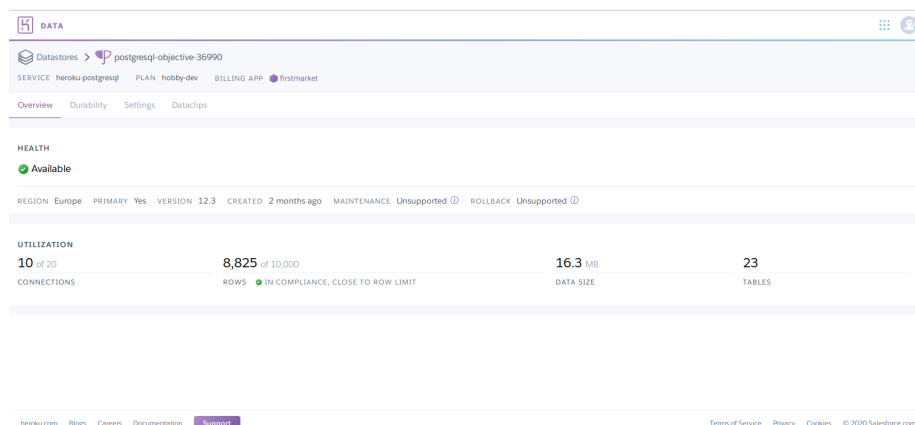 DATA
Datastores > postgresql-objective-36990
SERVICE heroku-postgresql PLAN hobby-dev BILLING APP firstmarket
Overview Durability Settings Dataclips
HEALTH
Available
REGION Europe PRIMARY Yes VERSION 12.3 CREATED 2 months ago MAINTENANCE Unsupported ROLLBACK Unsupported
UTILIZATION
10 of 20 8,825 of 10,000 16.3 MB 23
CONNECTIONS ROWS IN COMPLIANCE, CLOSE TO ROW LIMIT DATA SIZE TABLES
heroku.com Blogs Careers Documentation Support Terms of Service Privacy Cookies © 2020 Salesforce.com